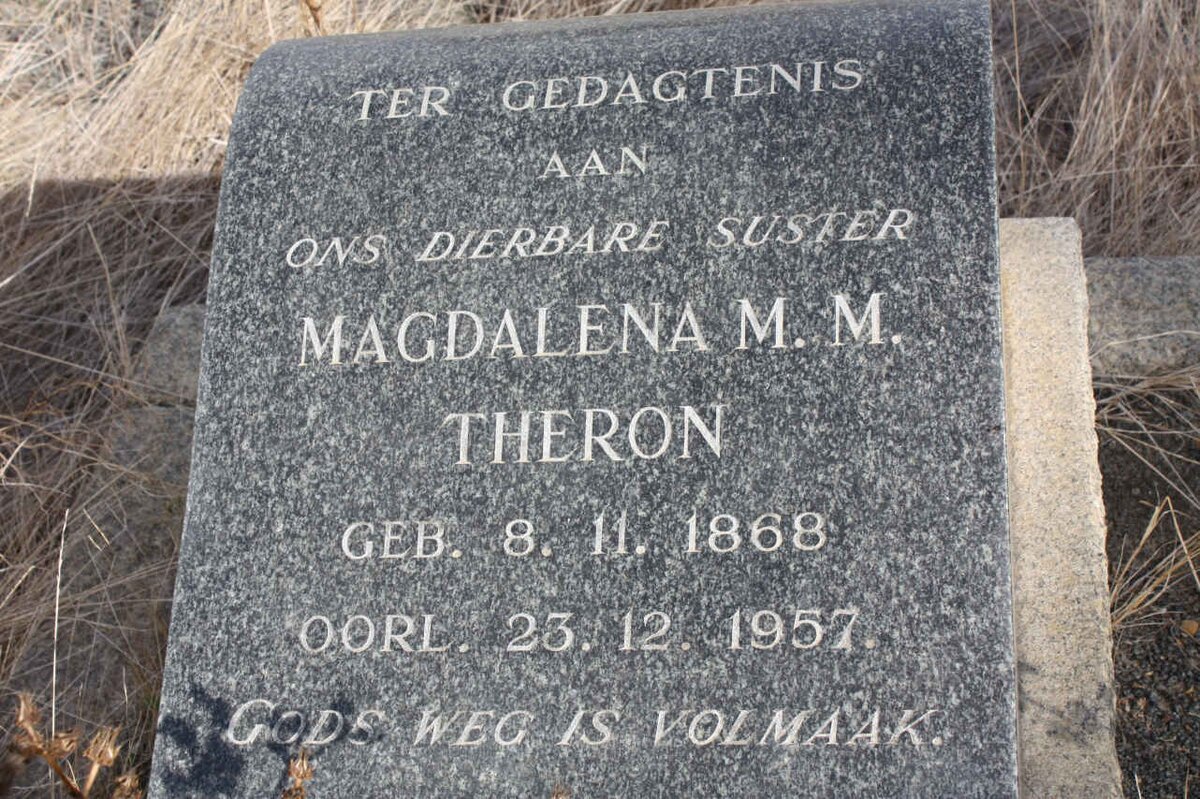 TER GEDAGTENIS
AAN
ONS DIERBARE SUSTER
MAGDALENA M. M.
THERON
GEB. 8. 11. 1868
OORL. 23. 12. 1957.
GODS WEG IS VOLMAAK.